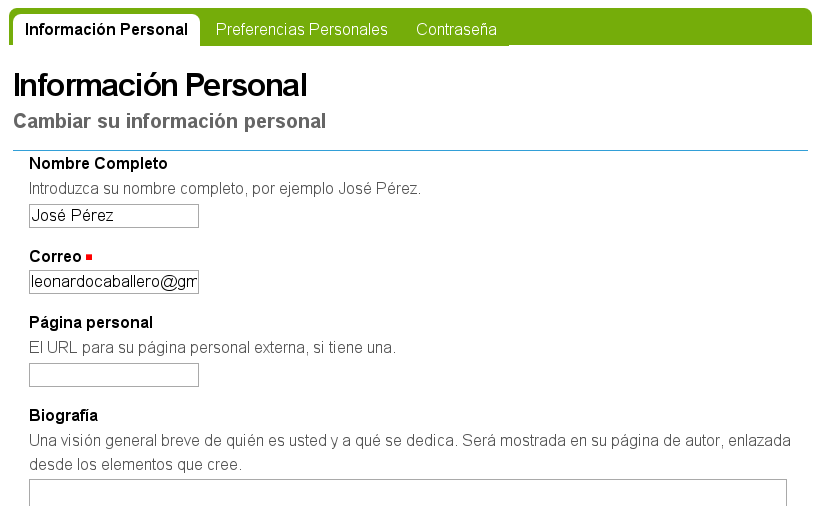 Información Personal Preferencias Personales Contraseña
Información Personal
Cambiar su información personal
Nombre Completo
Introduzca su nombre completo, por ejemplo José Pérez.
José Pérez
Correo
leonardocaballero@gm
Página personal
El URL para su página personal externa, si tiene una.
Biografía
Una visión general breve de quién es usted y a qué se dedica. Será mostrada en su página de autor, enlazada
desde los elementos que cree.